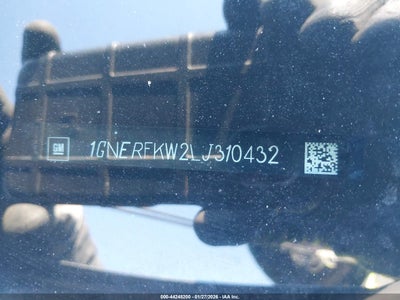 GM
1GNERFKW2LJ310432
000-44248200 - 01/27/2026 - IAA Inc.